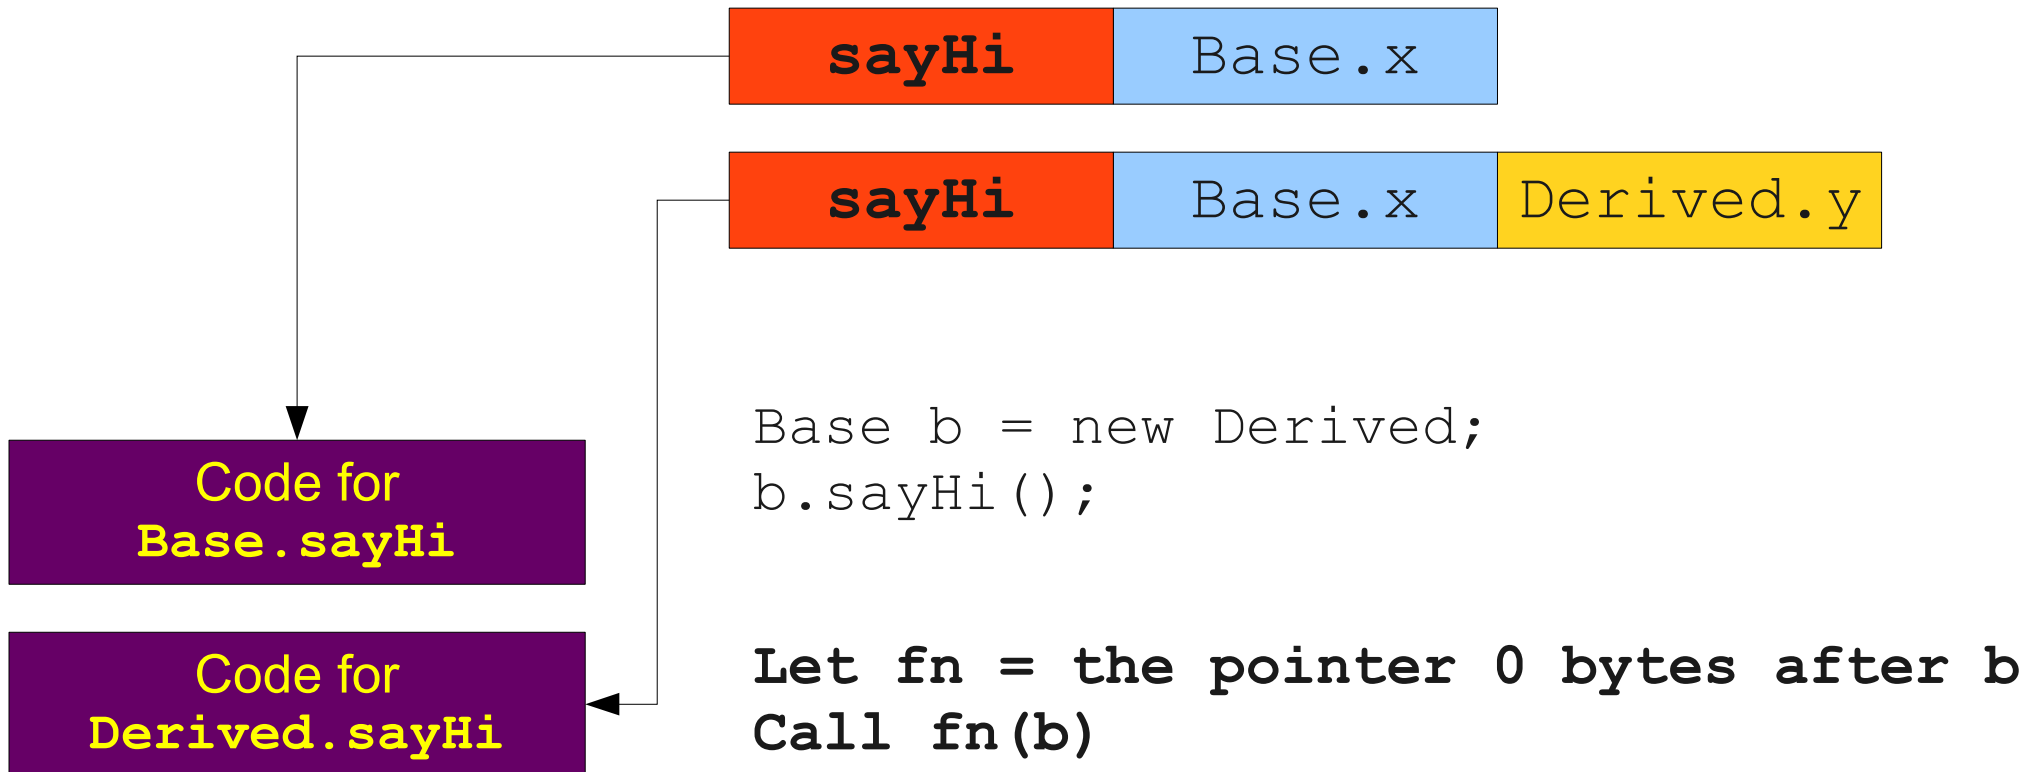 sayHi Base.x
sayHi Base.x Derived.y
Base b = new Derived;
b.sayHi();
Code for
Base.sayHi
Let fn = the pointer 0 bytes after b
Call fn(b)
Code for
Derived.sayHi